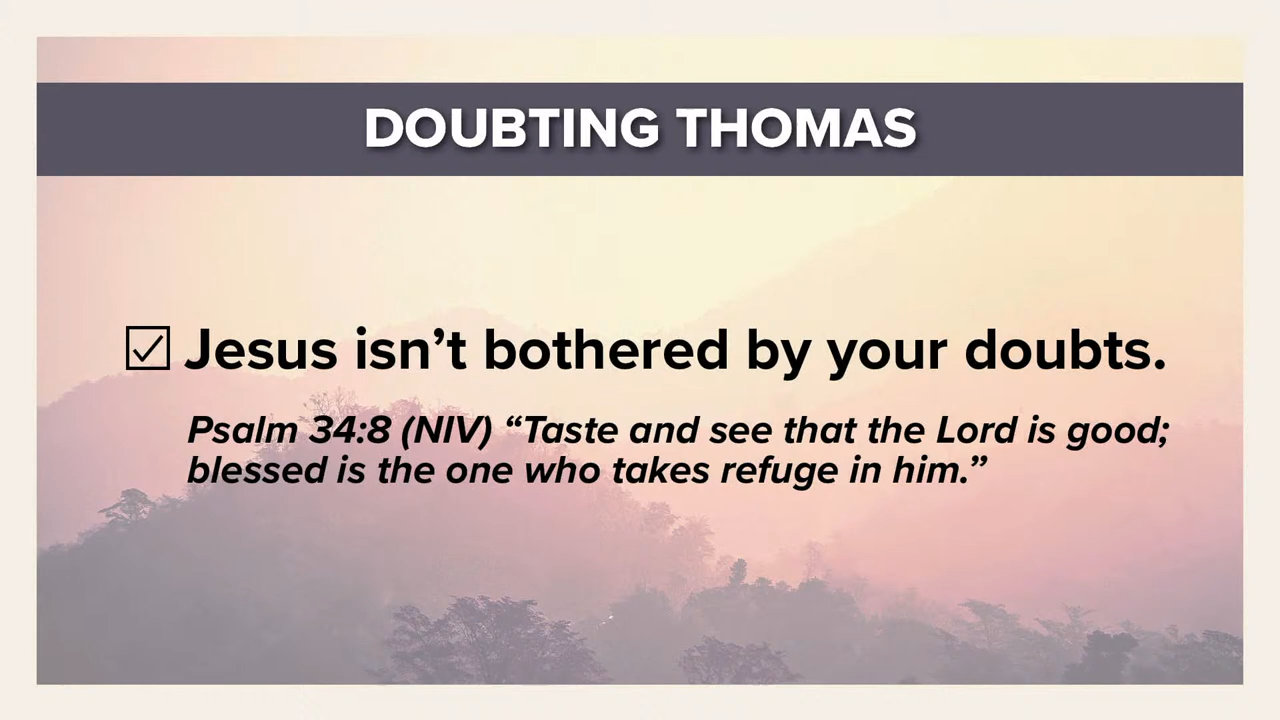 DOUBTING THOMAS
☑ Jesus isn’t bothered by your doubts.
Psalm 34:8 (NIV) “Taste and see that the Lord is good;
blessed is the one who takes refuge in him.”